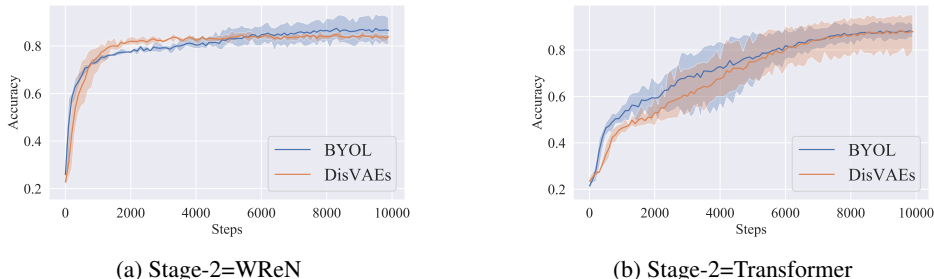 0.8
0.6
0.4
0.2
Accuracy
0 2000 4000 6000 8000 10000
Steps
BYOL
DisVAEs
(a) Stage-2=WReN
0.8
0.6
0.4
0.2
Accuracy
0 2000 4000 6000 8000 10000
Steps
BYOL
DisVAEs
(b) Stage-2=Transformer